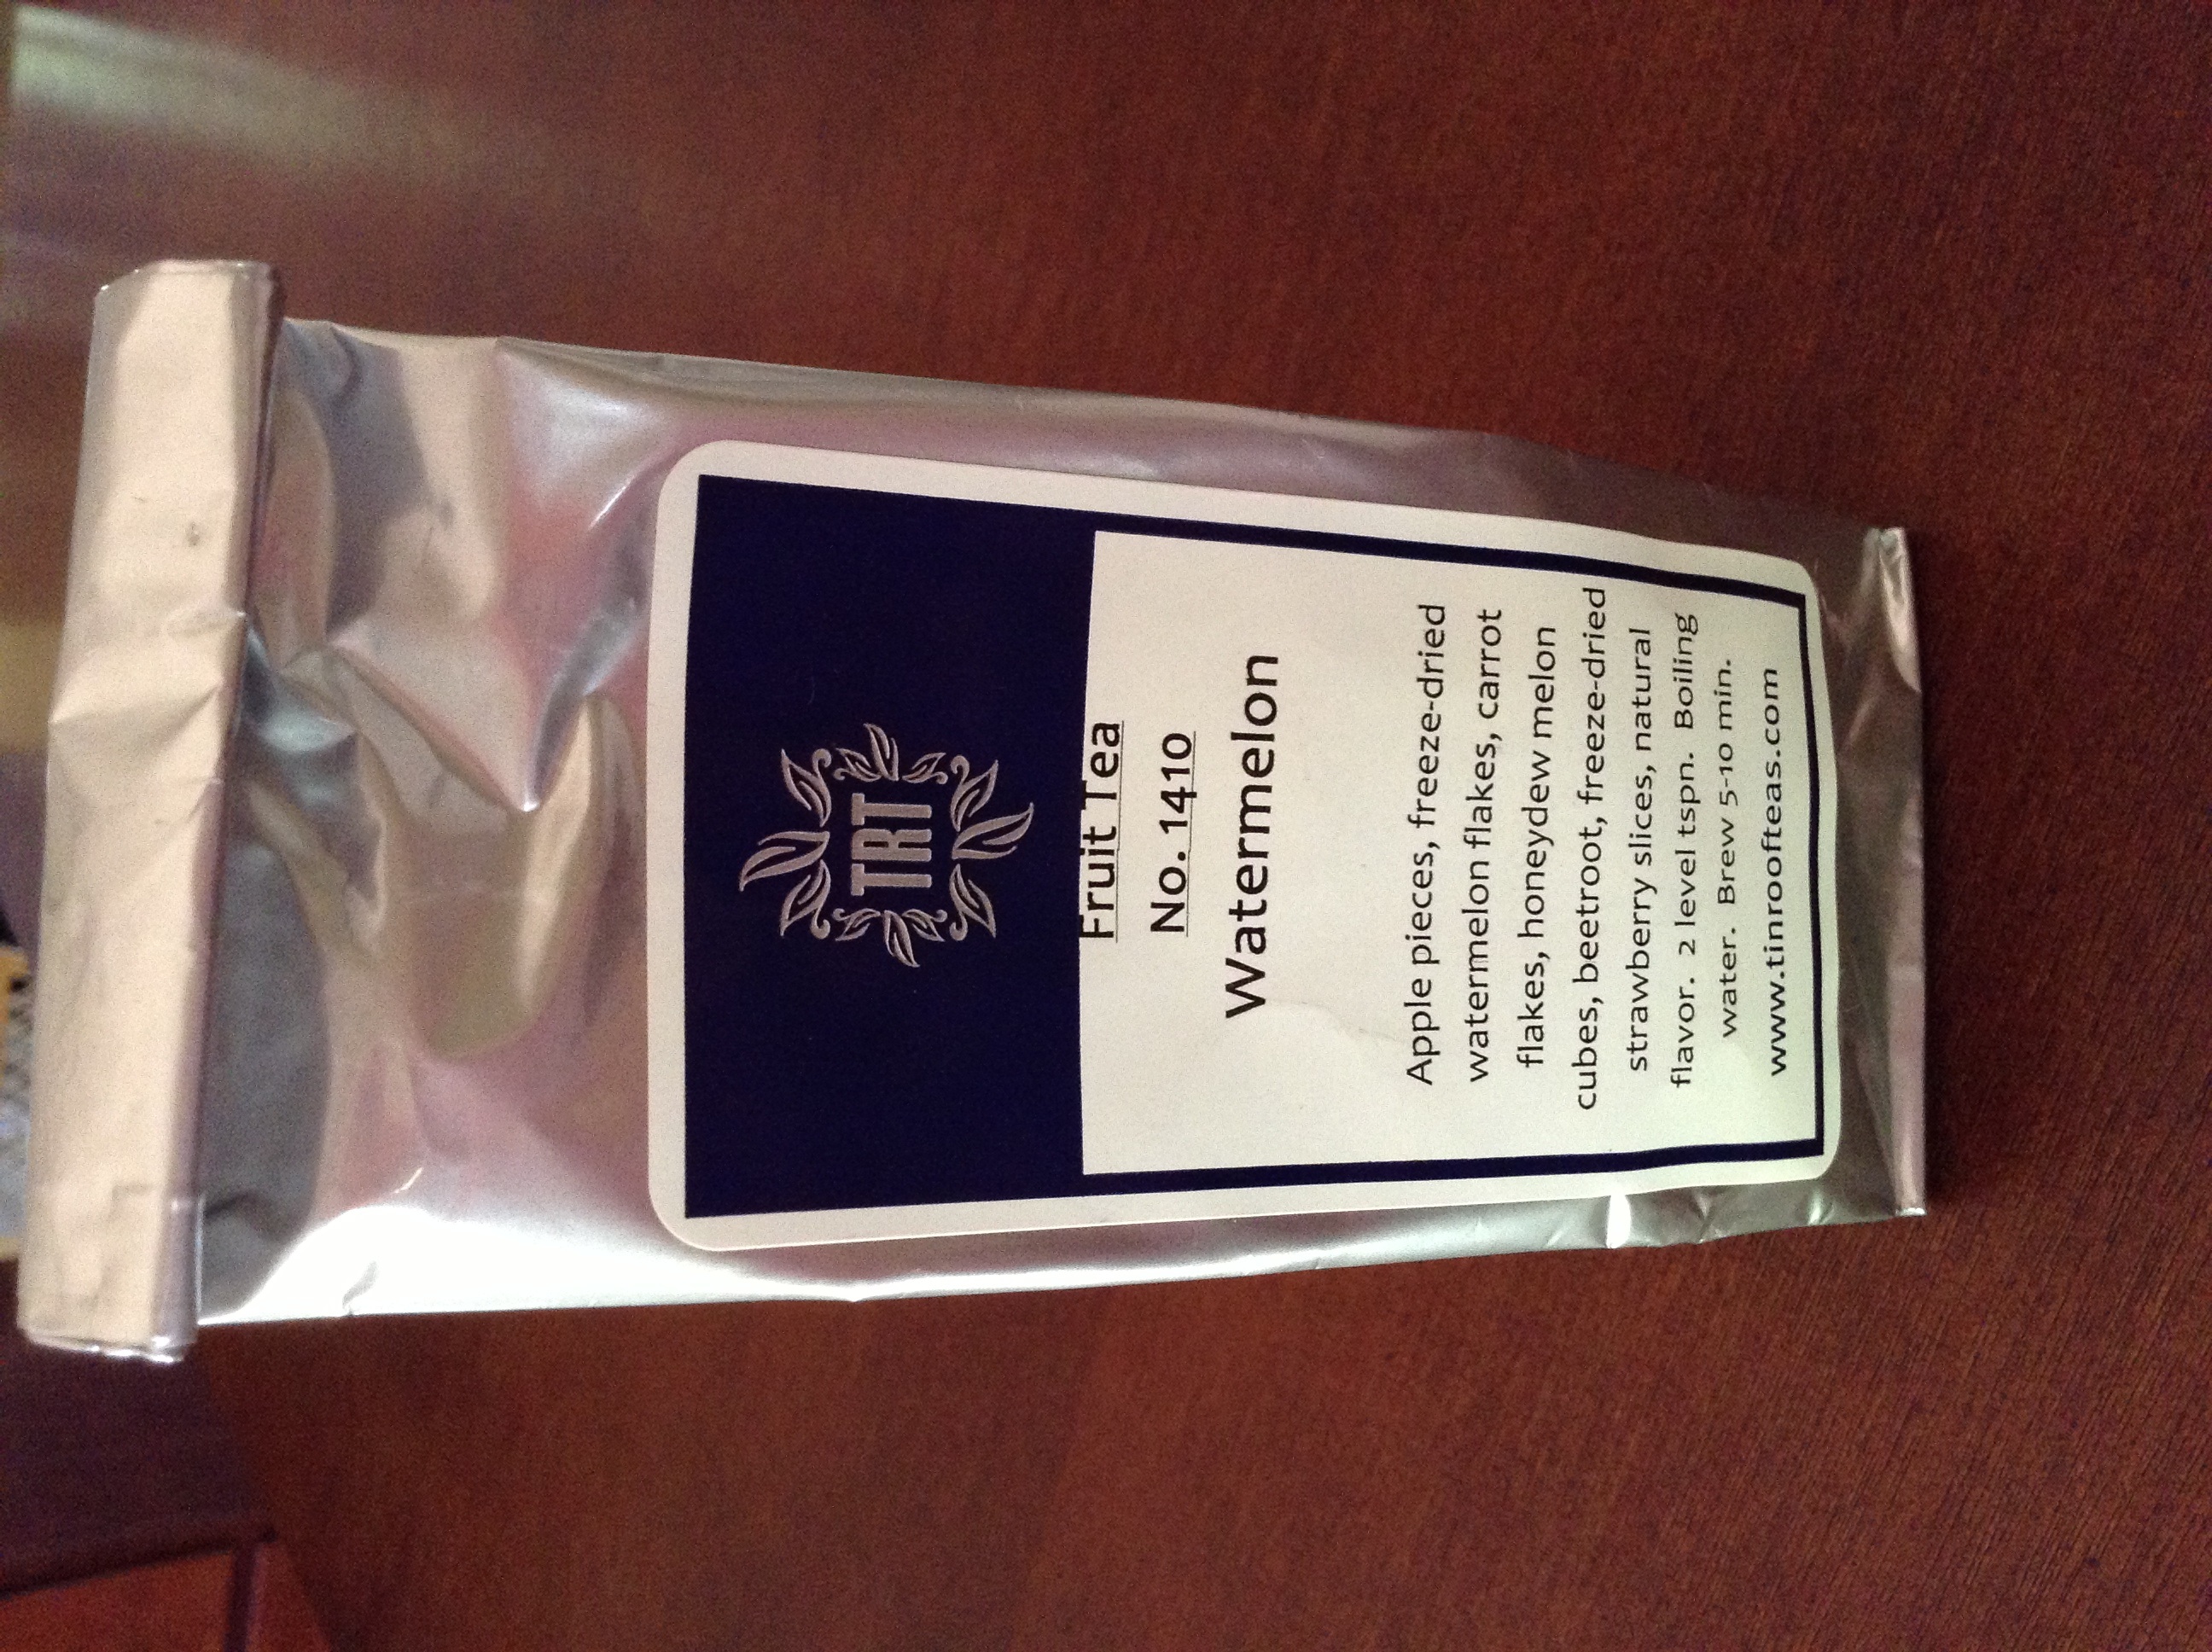 TRT
Fruit Tea
No. 1410
Watermelon
Apple pieces, freeze-dried
watermelon flakes, carrot
flakes, honeydew melon
cubes, beetroot, freeze-dried
strawberry slices, natural
flavor. 2 level tspn. Boiling
water. Brew 5-10 min.
www.tinroofteas.com